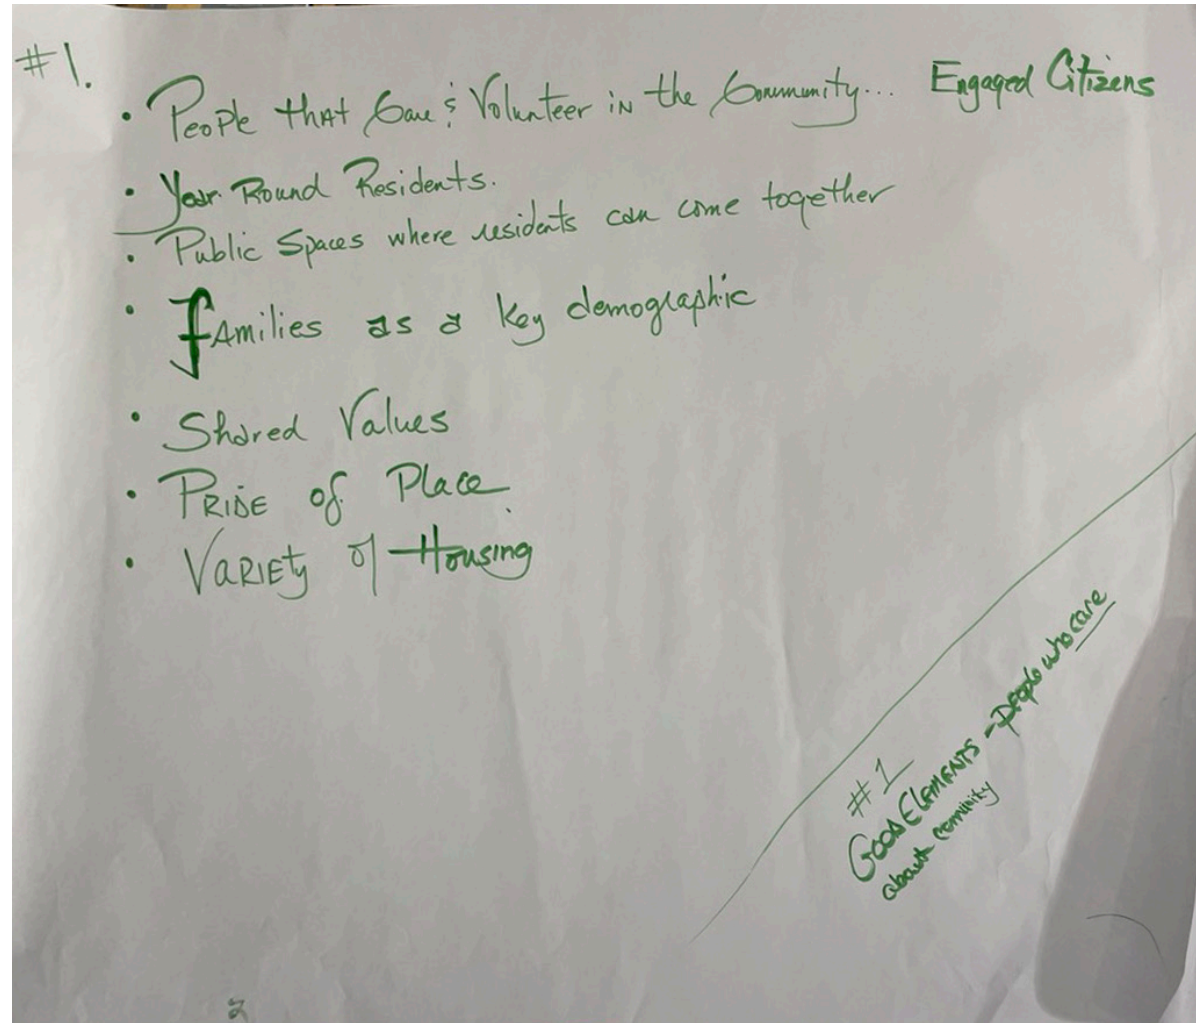 #1.
• People that Care & Volunteer in the Community... Engaged Citizens
• Year Round Residents.
• Public Spaces where residents can come together
• families as a key demographic
• Shared Values
• Pride of Place
• Variety of Housing
#1
Good Elements - people who care
about comunity
2